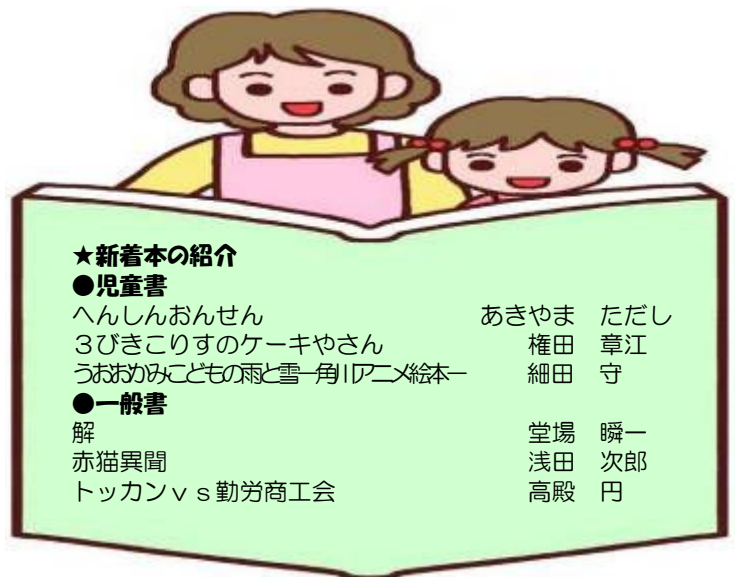 ★新着本の紹介
●児童書
へんしんおんせん あきやま ただし
３びきこりすのケーキやさん 権田 章江
うおおかみこどもの雨と雪ー角川アニメ絵本ー 細田 守
●一般書
解 堂場 瞬一
赤猫異聞 浅田 次郎
トッカンｖｓ勤労商工会 高殿 円